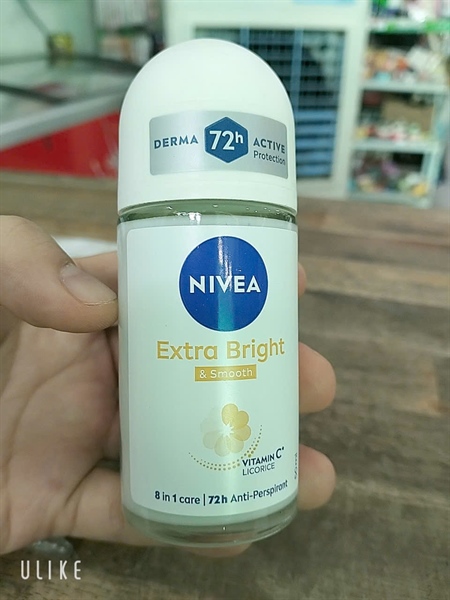 DERMA 72h ACTIVE
Protection
NIVEA
Extra Bright
& Smooth
VITAMIN C*
LICORICE
8 in 1 care | 72h Anti-Perspirant
ULIKE